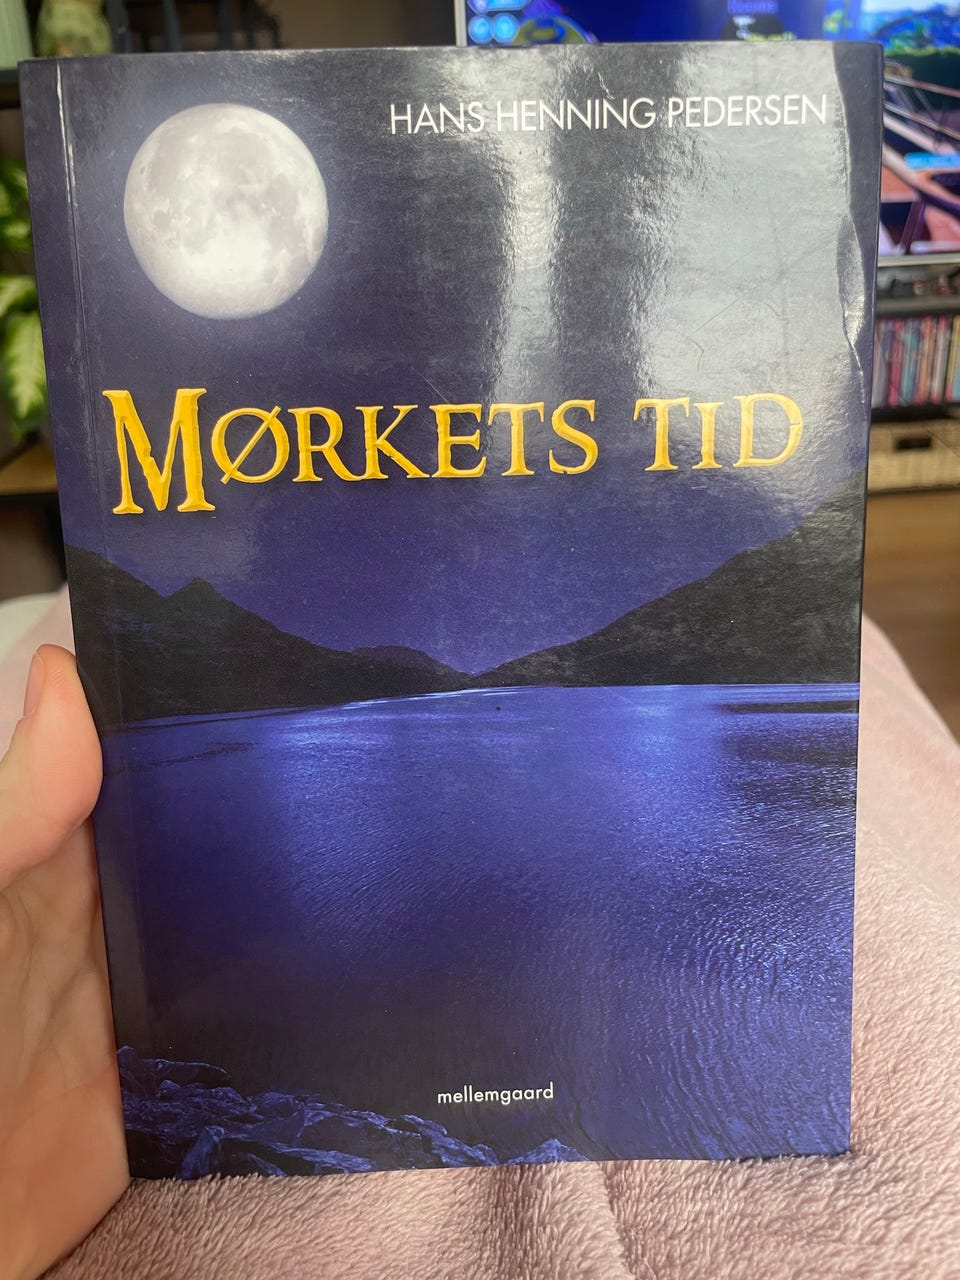 HANS HENNING PEDERSEN
MØRKETS TID
mellemgaard